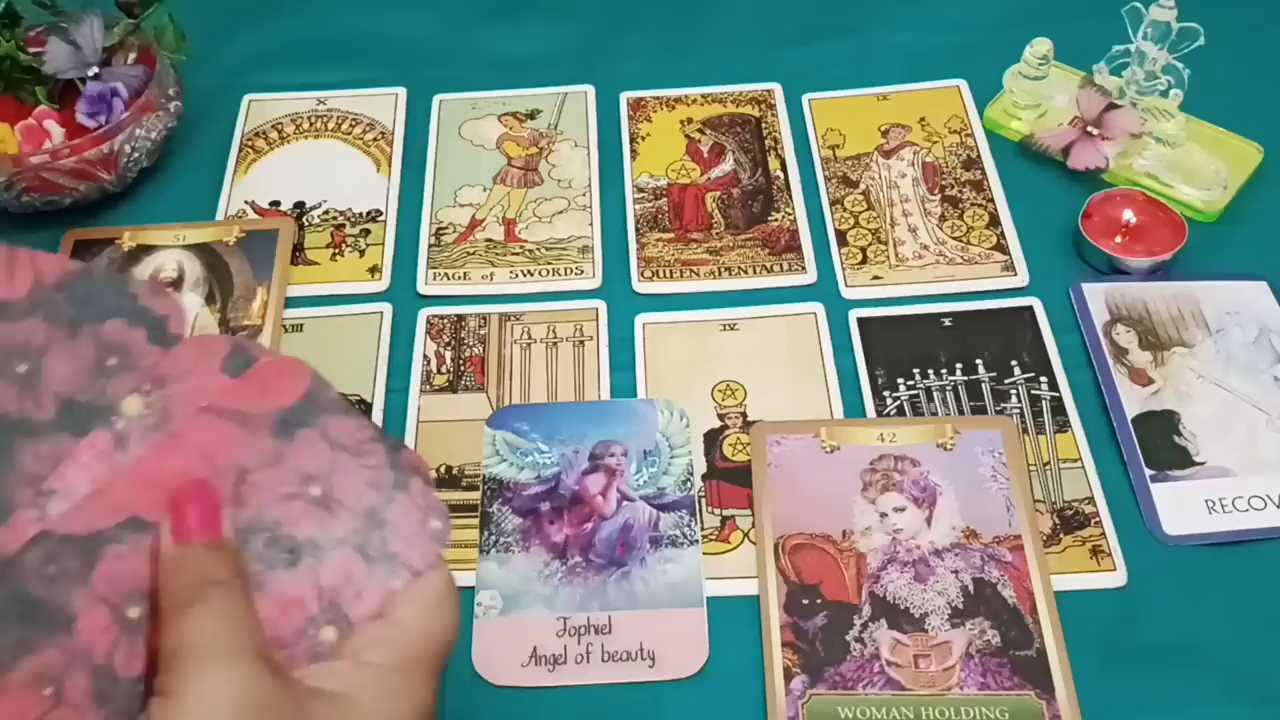 X
PAGE of SWORDS.
QUEEN of PENTACLES
IX
51
VIII
IV
IV
X
RECOV
42
Jophiel
Angel of beauty
WOMAN HOLDING